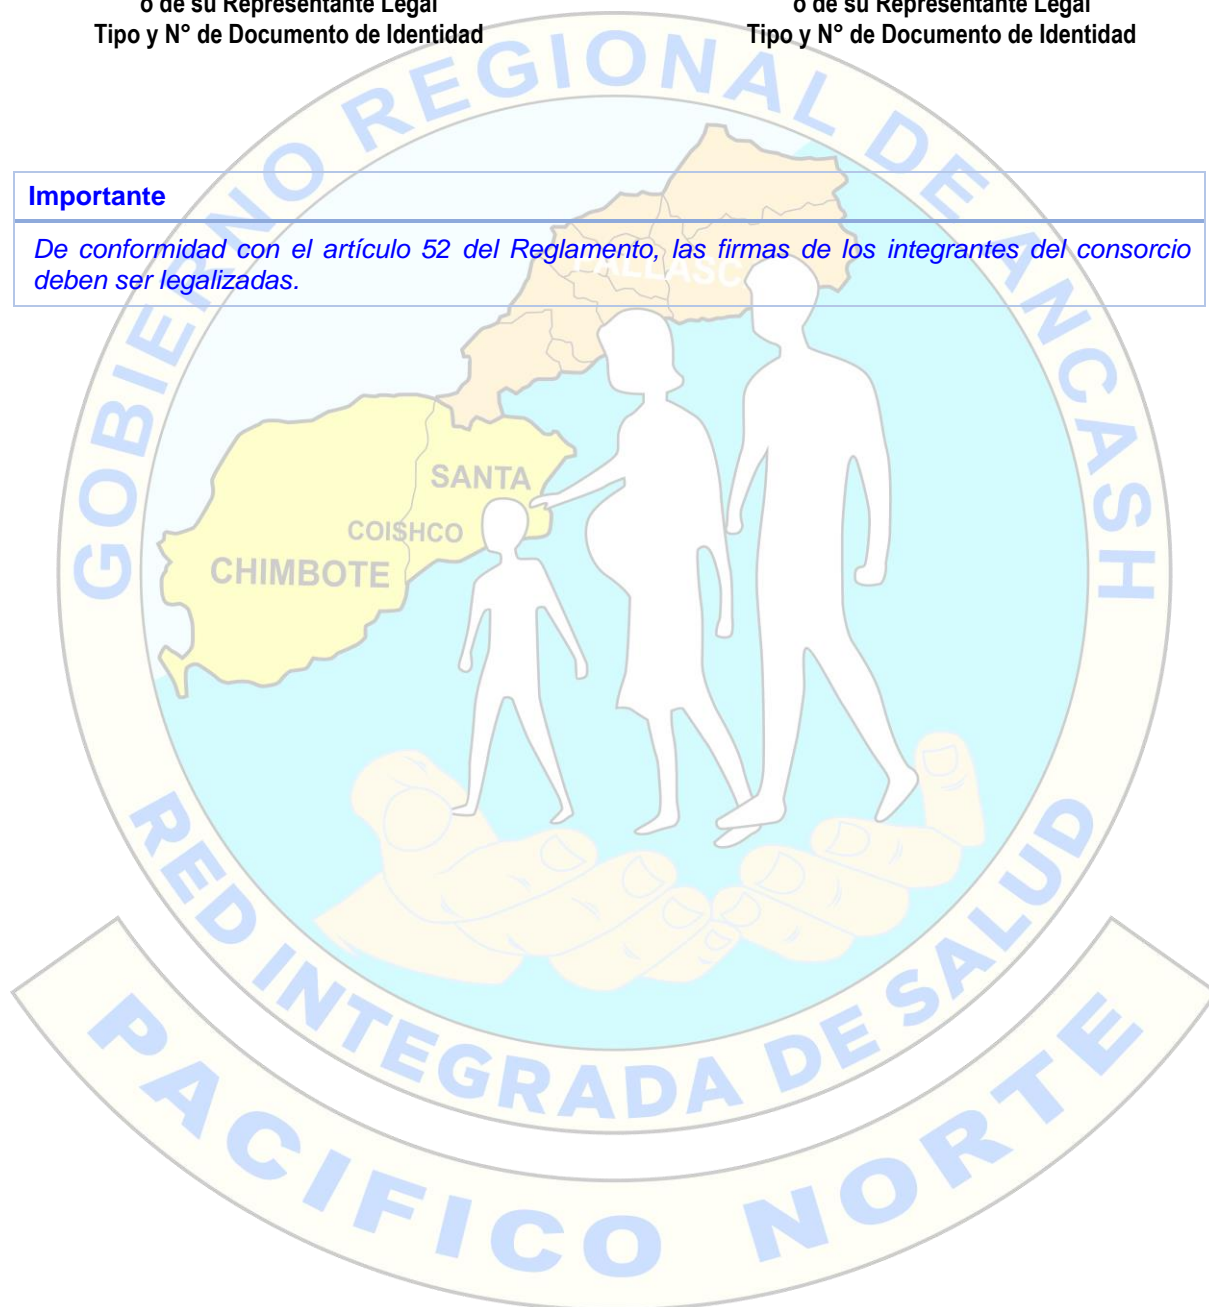 o de su Representante Legal o de su Representante Legal
Tipo y N° de Documento de Identidad Tipo y N° de Documento de Identidad
Importante
De conformidad con el artículo 52 del Reglamento, las firmas de los integrantes del consorcio
deben ser legalizadas.
GOBIERNO REGIONAL DE ANCASH
PALLASC
SANTA
COISHCO
CHIMBOTE
RED INTEGRADA DE SALUD
PACIFICO NORTE